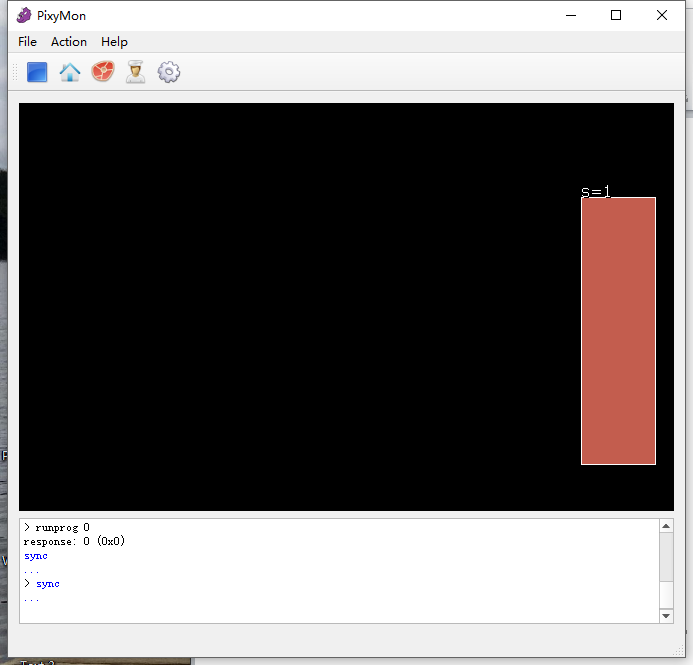 PixyMon
File Action Help
s=1
> runprog 0
response: 0 (0x0)
sync
...
> sync
...